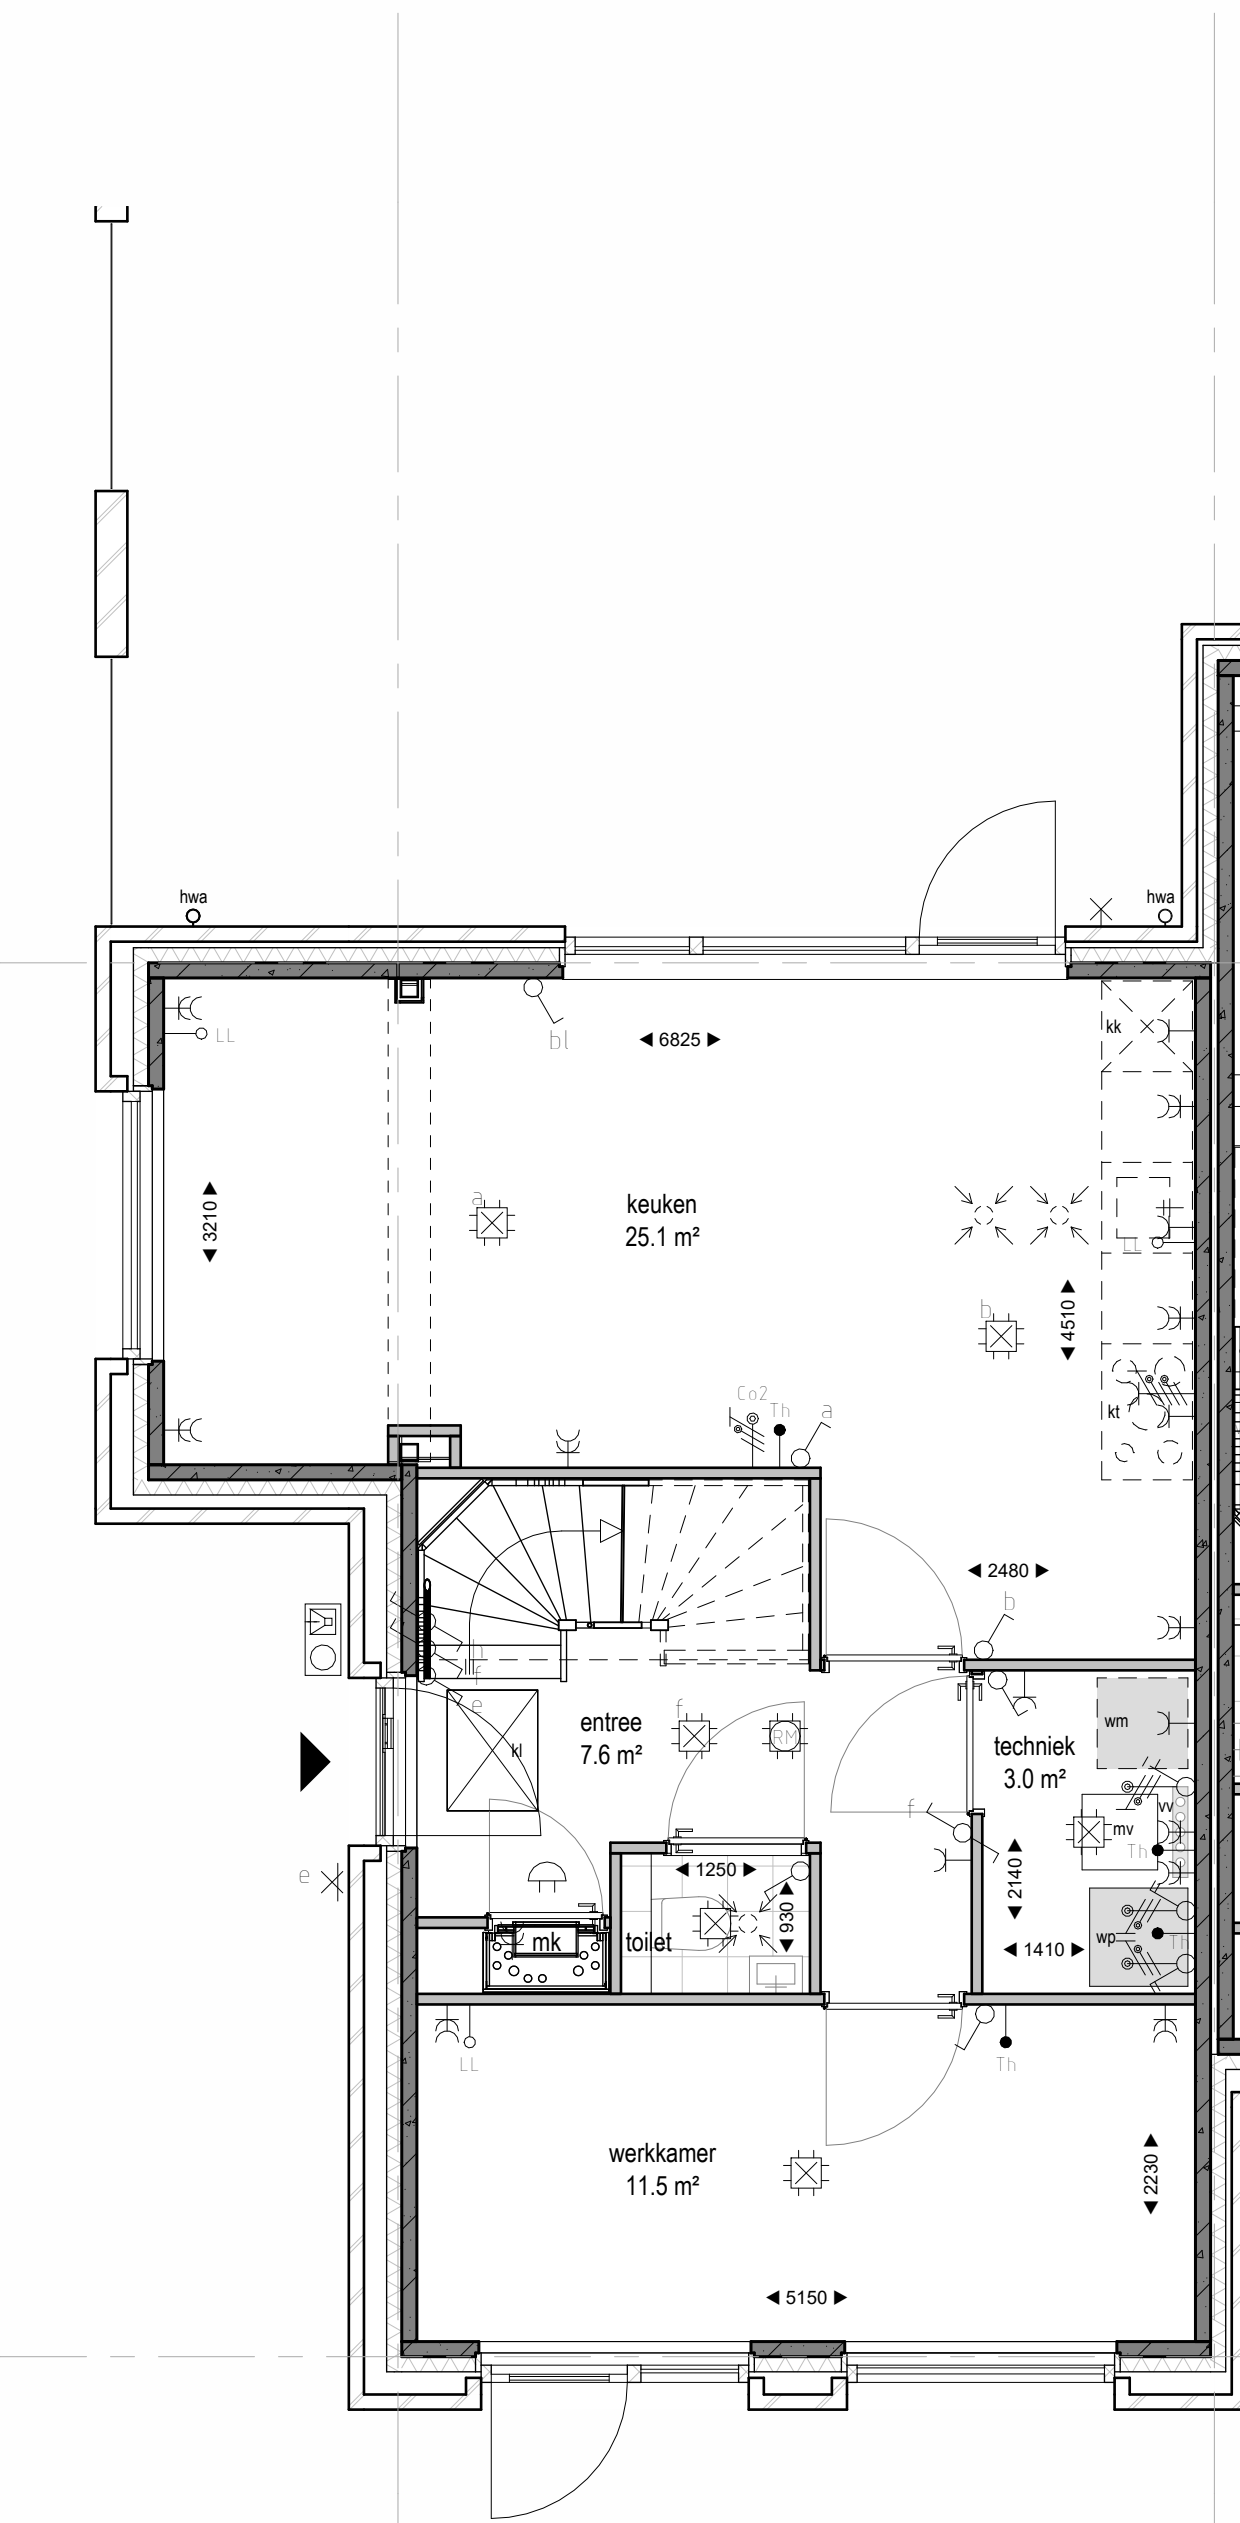 hwa
hwa
LL
bl
6825
kk
3210
a
keuken
25.1 m²
LL
b
4510
Co2
Th
a
kt
2480
b
h
f
e
kl
entree
7.6 m²
f
RM
techniek
3.0 m²
wm
vv
mv
Th
f
e
1250
930
2140
1410
mk
toilet
wp
Th
LL
Th
werkkamer
11.5 m²
2230
5150